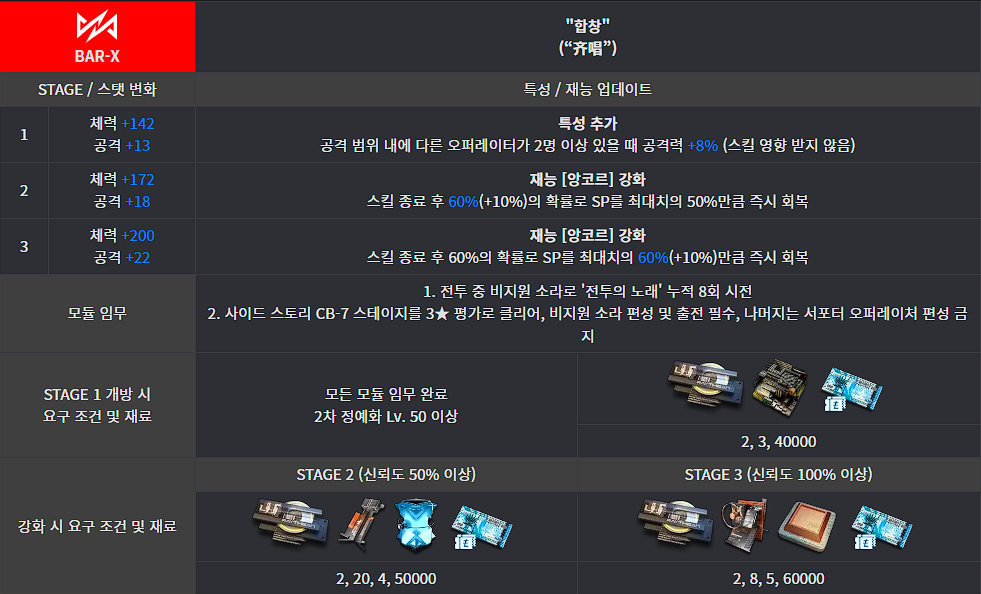 BAR-X
"합창"
(“齐唱”)
STAGE / 스탯 변화
특성 / 재능 업데이트
1
체력 +142
공격 +13
특성 추가
공격 범위 내에 다른 오퍼레이터가 2명 이상 있을 때 공격력 +8% (스킬 영향 받지 않음)
2
체력 +172
공격 +18
재능 [앙코르] 강화
스킬 종료 후 60%(+10%)의 확률로 SP를 최대치의 50%만큼 즉시 회복
3
체력 +200
공격 +22
재능 [앙코르] 강화
스킬 종료 후 60%의 확률로 SP를 최대치의 60%(+10%)만큼 즉시 회복
모듈 임무
1. 전투 중 비지원 소라로 '전투의 노래' 누적 8회 시전
2. 사이드 스토리 CB-7 스테이지를 3★ 평가로 클리어, 비지원 소라 편성 및 출전 필수, 나머지는 서포터 오퍼레이처 편성 금
지
STAGE 1 개방 시
요구 조건 및 재료
모든 모듈 임무 완료
2차 정예화 Lv. 50 이상
2, 3, 40000
강화 시 요구 조건 및 재료
STAGE 2 (신뢰도 50% 이상)
STAGE 3 (신뢰도 100% 이상)
2, 20, 4, 50000
2, 8, 5, 60000